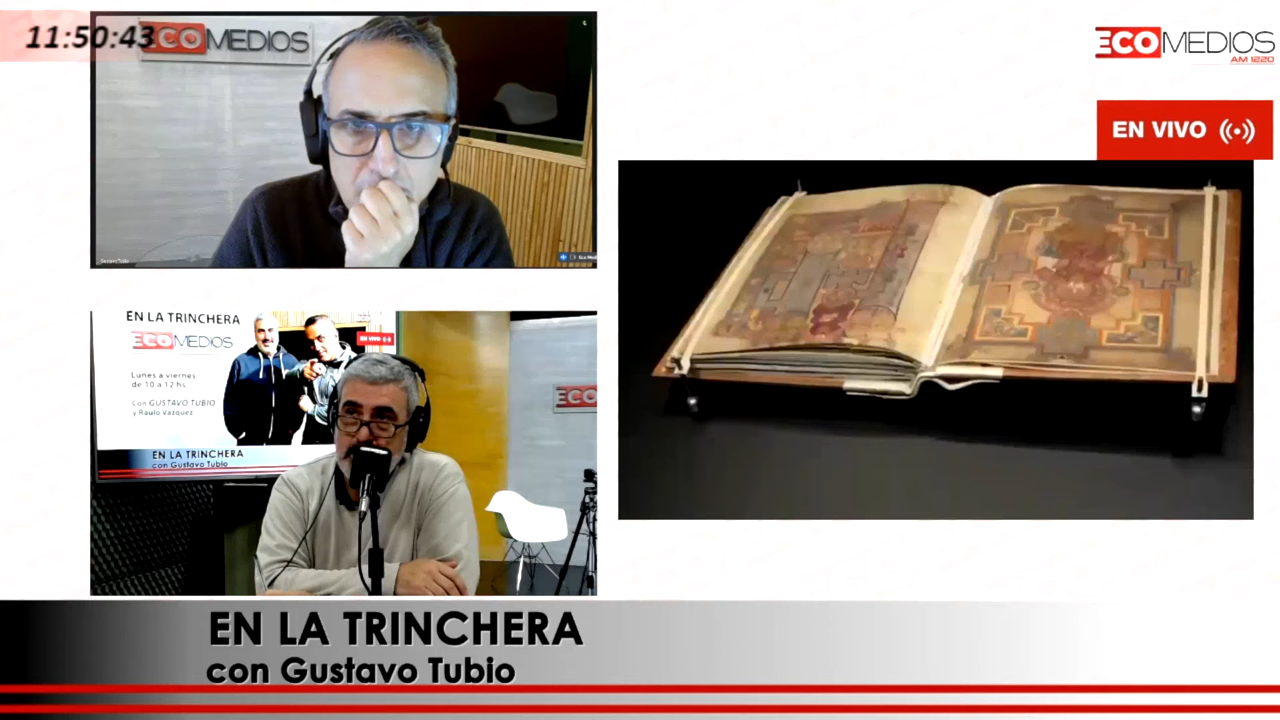 11:50:43
ECOMEDIOS
ECOMEDIOS
AM 1220
EN VIVO
Gustavo Tubio
EN LA TRINCHERA
ECOMEDIOS
EN VIVO
Lunes a viernes
de 10 a 12 hs
Con GUSTAVO TUBIO
y Raulo Vazquez
EN LA TRINCHERA
con Gustavo Tubio
ECO
EN LA TRINCHERA
con Gustavo Tubio